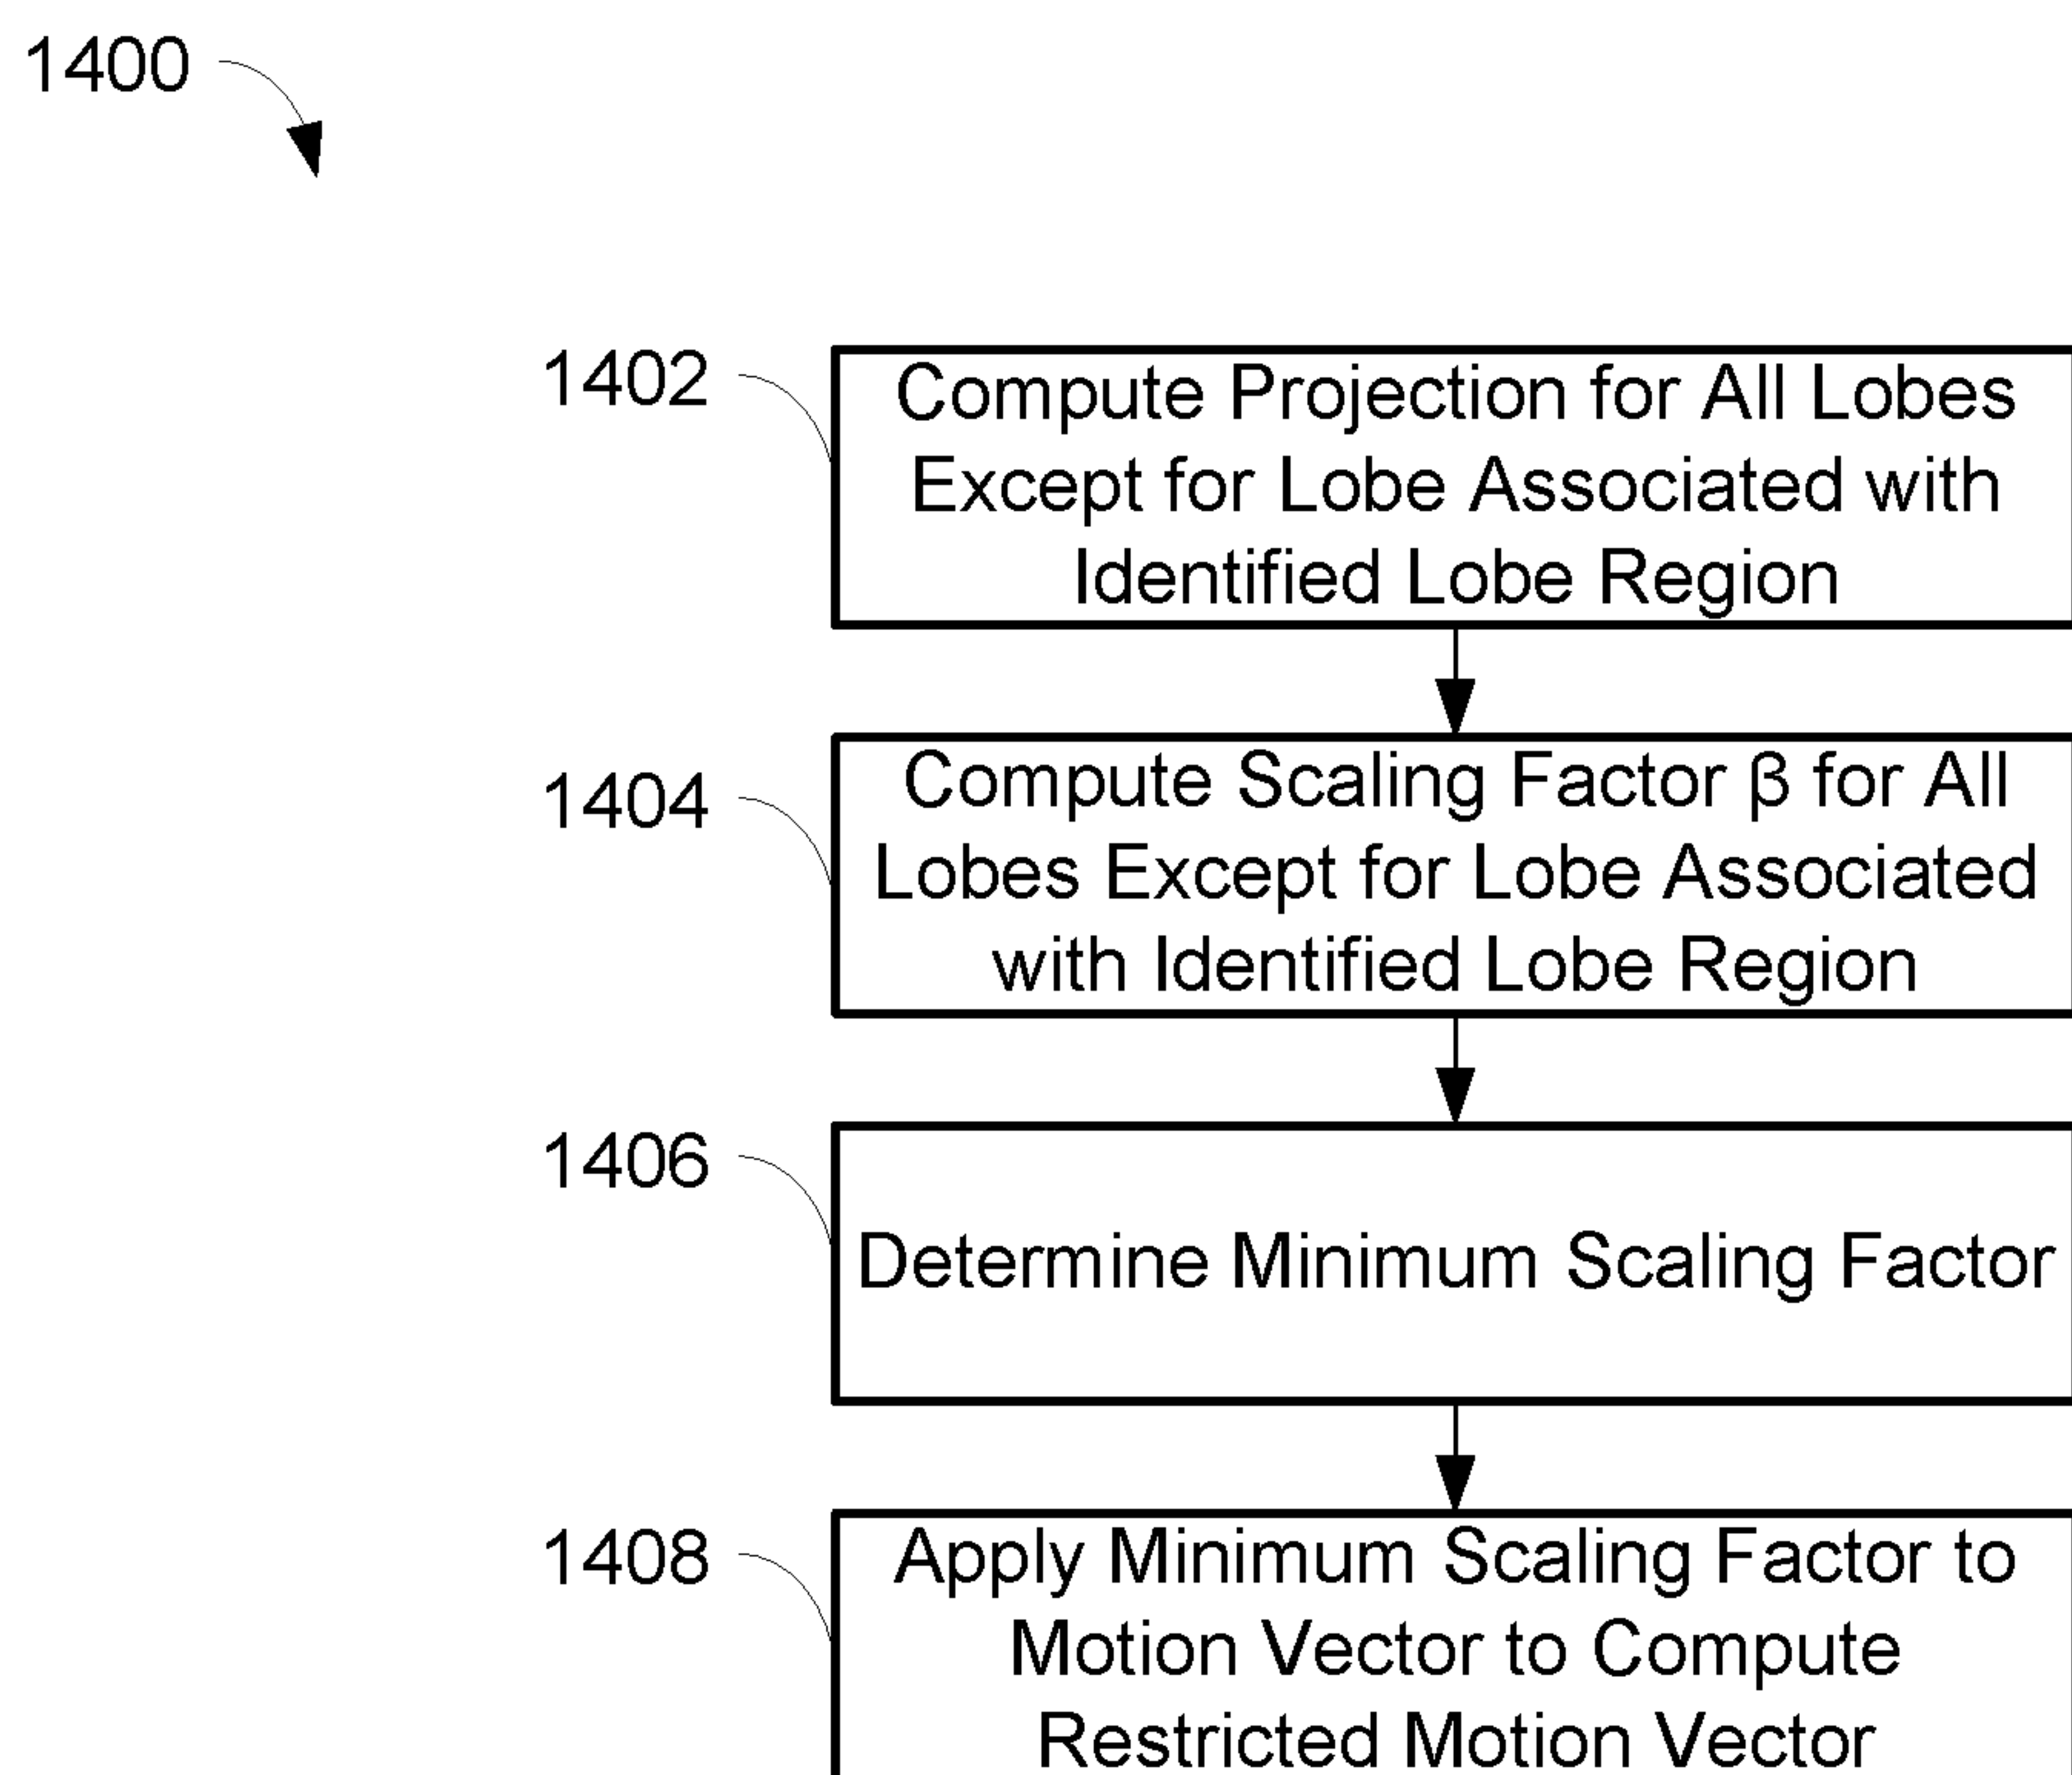 1400
1402
Compute Projection for All Lobes
Except for Lobe Associated with
Identified Lobe Region
1404
Compute Scaling Factor β for All
Lobes Except for Lobe Associated
with Identified Lobe Region
1406
Determine Minimum Scaling Factor
1408
Apply Minimum Scaling Factor to
Motion Vector to Compute
Restricted Motion Vector